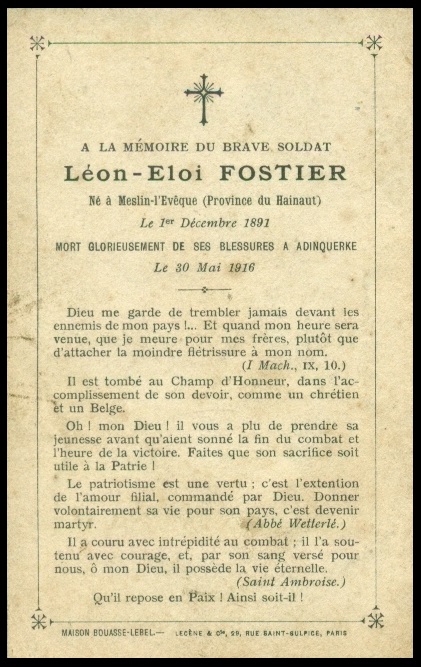 A LA MÉMOIRE DU BRAVE SOLDAT
Léon-Eloi FOSTIER
Né à Meslin-l'Evêque (Province du Hainaut)
Le 1er Décembre 1891
MORT GLORIEUSEMENT DE SES BLESSURES A ADINQUERKE
Le 30 Mai 1916
Dieu me garde de trembler jamais devant les
ennemis de mon pays !... Et quand mon heure sera
venue, que je meure pour mes frères, plutôt que
d'attacher la moindre flétrissure à mon nom.
(I Mach., IX, 10.)
Il est tombé au Champ d'Honneur, dans l'ac-
complissement de son devoir, comme un chrétien
et un Belge.
Oh ! mon Dieu ! il vous a plu de prendre sa
jeunesse avant qu'aient sonné la fin du combat et
l'heure de la victoire. Faites que son sacrifice soit
utile à la Patrie !
Le patriotisme est une vertu ; c'est l'extention
de l'amour filial, commandé par Dieu. Donner
volontairement sa vie pour son pays, c'est devenir
martyr. (Abbé Wetterlé.)
Il a couru avec intrépidité au combat ; il l'a sou-
tenu avec courage, et, par son sang versé pour
nous, ô mon Dieu, il possède la vie éternelle.
(Saint Ambroise.)
Qu'il repose en Paix ! Ainsi soit-il !
MAISON BOUASSE-LEBEL.— LECÈNE & Cie, 29, RUE SAINT-SULPICE, PARIS